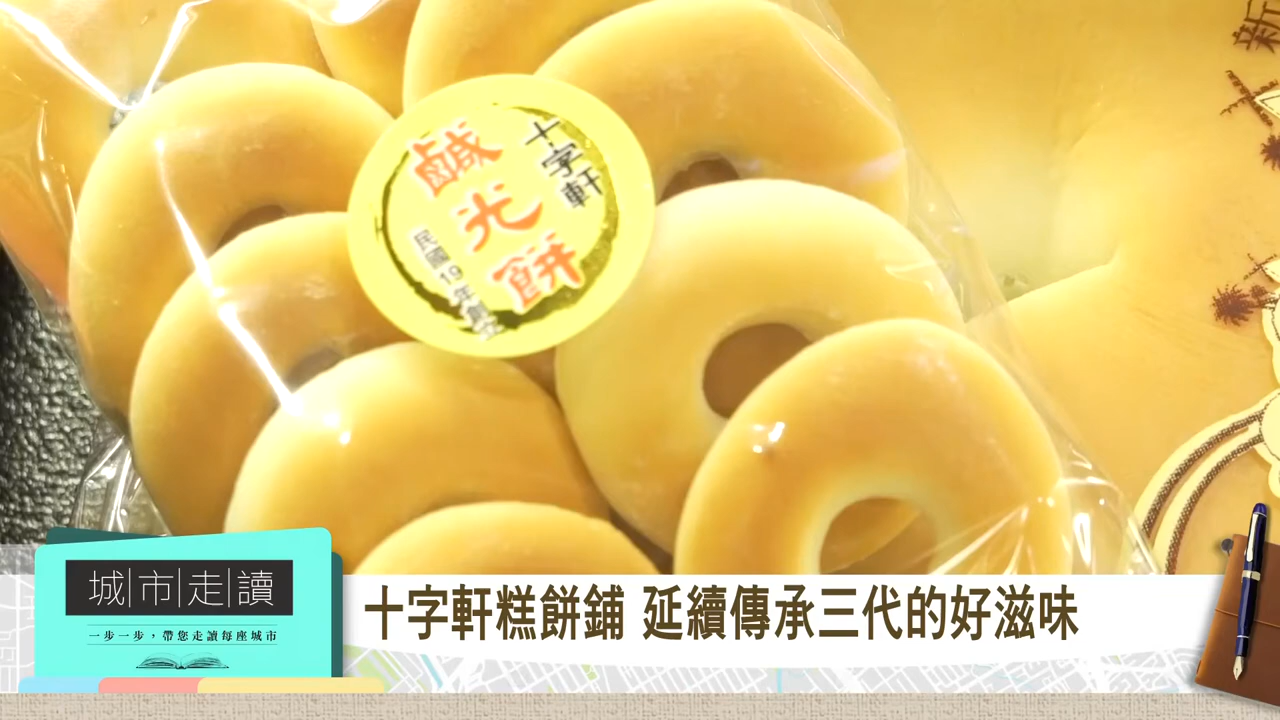 十字軒
鹹光餅
民國19年創立
新
城市走讀
一步一步，帶您走讀每座城市
十字軒糕餅鋪 延續傳承三代的好滋味